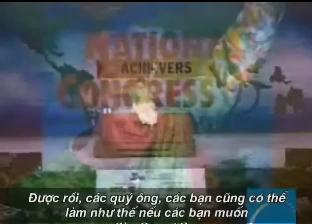 NATIONAL
ACHIEVERS
CONGRESS
Được rồi, các quý ông, các bạn cũng có thể
làm như thế nếu các bạn muốn